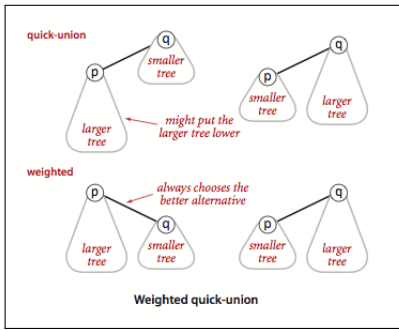 quick-union
q
smaller
tree
p
larger
tree
might put the
larger tree lower
q
p
smaller
tree
larger
tree
weighted
p
always chooses the
better alternative
larger
tree
q
smaller
tree
q
p
smaller
tree
larger
tree
Weighted quick-union